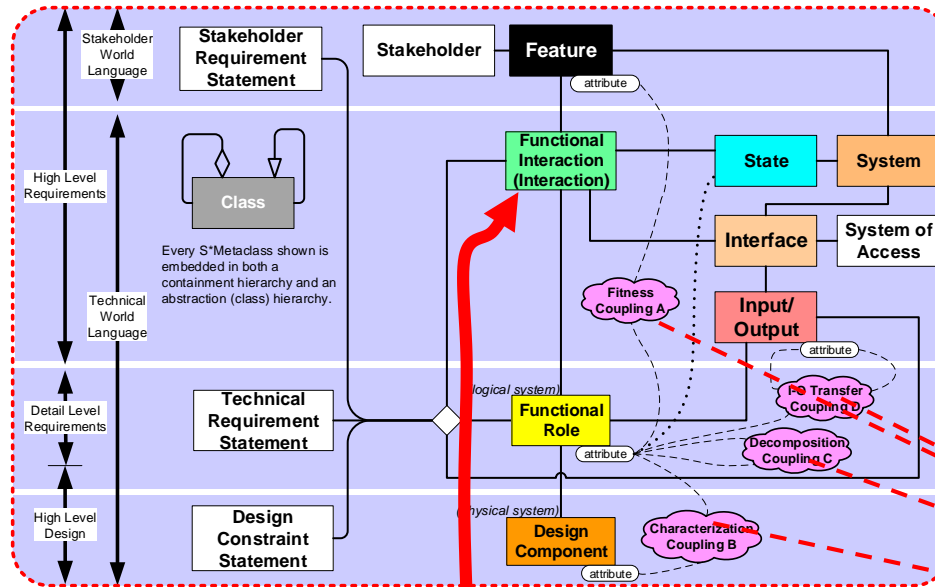 Stakeholder
World
Language
High Level
Requirements
Technical
World
Language
Detail Level
Requirements
High Level
Design
Stakeholder
Requirement
Statement
Class
Every S*Metaclass shown is
embedded in both a
containment hierarchy and an
abstraction (class) hierarchy.
Technical
Requirement
Statement
Design
Constraint
Statement
Stakeholder
Feature
attribute
Functional
Interaction
(Interaction)
State
System
Interface
System of
Access
Fitness
Coupling A
Input/
Output
attribute
I-O Transfer
Coupling D
logical system)
Functional
Role
attribute
Decomposition
Coupling C
physical system)
Design
Component
attribute
Characterization
Coupling B